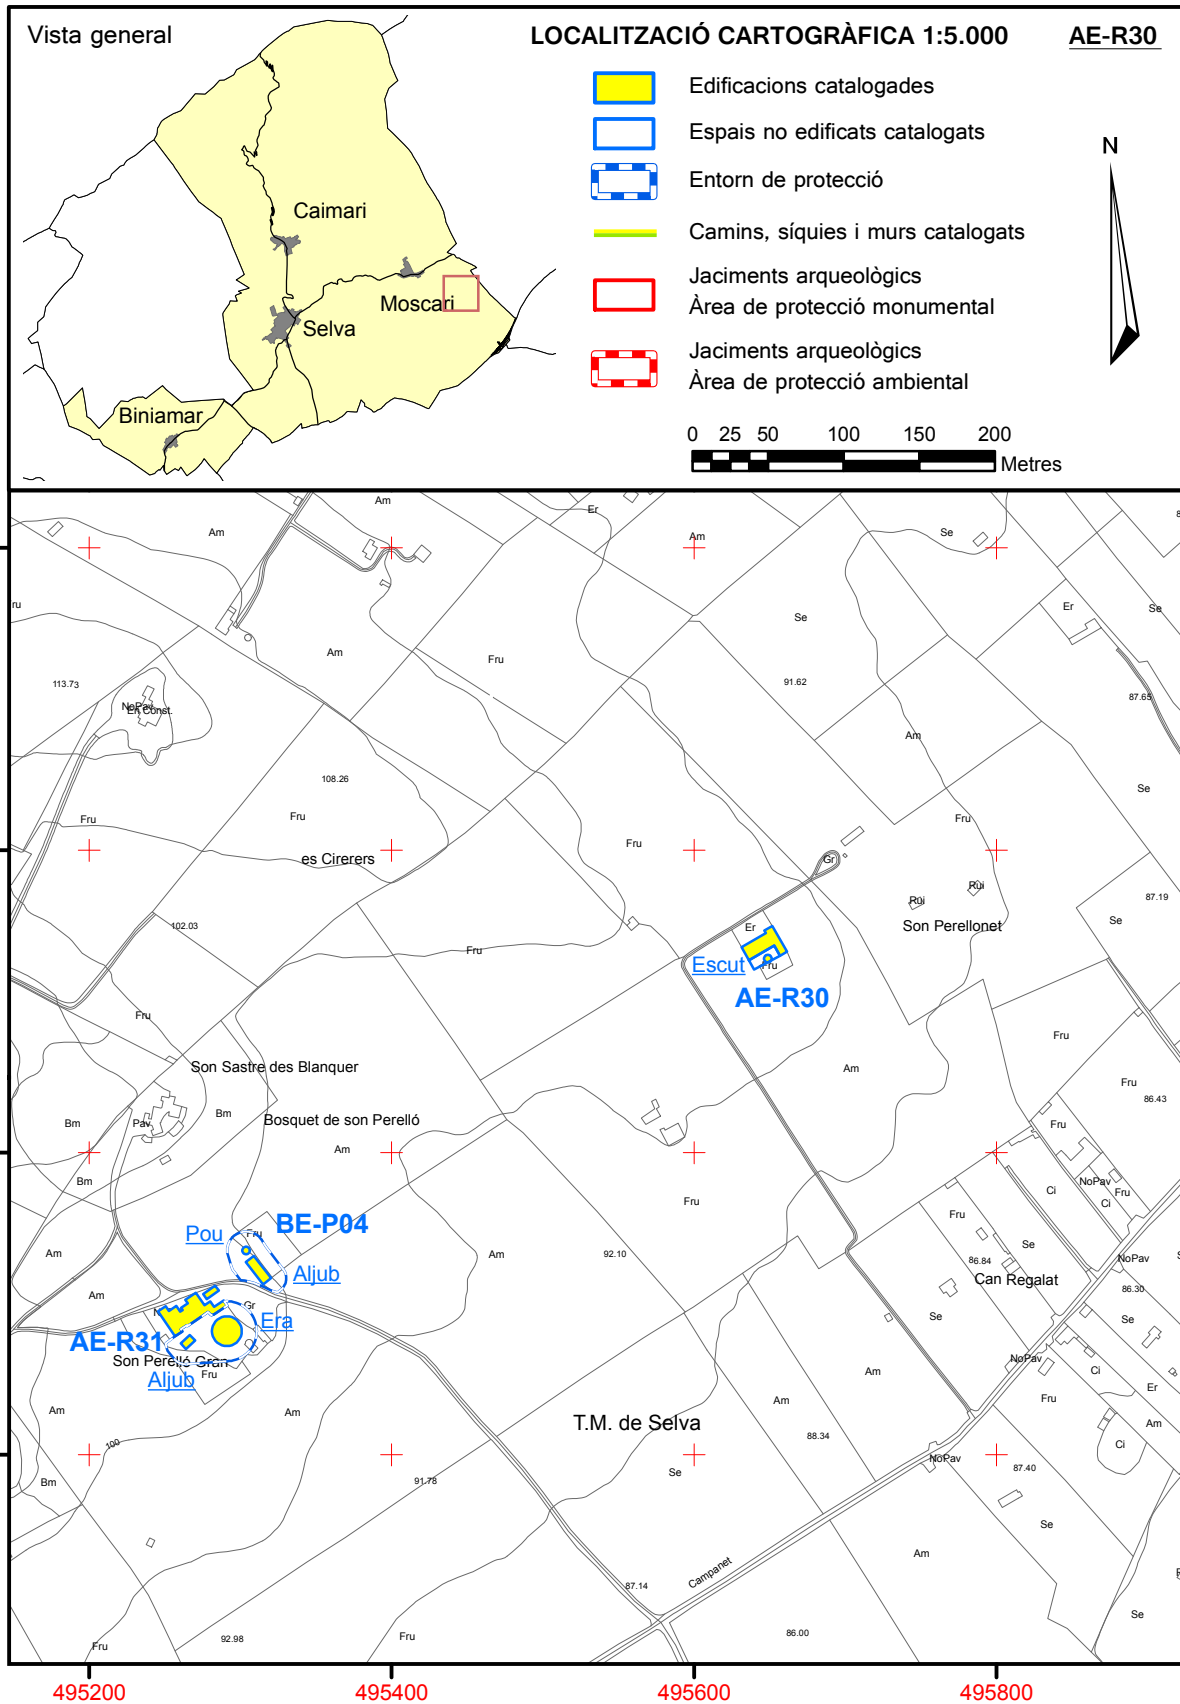 Vista general
LOCALITZACIÓ CARTOGRÀFICA 1:5.000
AE-R30
Edificacions catalogades
Espais no edificats catalogats
Entorn de protecció
Camins, síquies i murs catalogats
Jaciments arqueològics
Àrea de protecció monumental
Jaciments arqueològics
Àrea de protecció ambiental
N
0 25 50 100 150 200
Metres
Caimari
Moscari
Selva
Biniamar
Am
Er
Am
Se
Am
ru
Er
Se
Se
Am
Fru
113.73
91.62
87.65
NoPav
En Const.
Am
108.26
Se
Fru
Fru
Fru
Fru
es Cirerers
Gr
Rui
Rui
87.19
102.03
Er
Se
Son Perellonet
Fru
Escut
Fru
AE-R30
Fru
Fru
Son Sastre des Blanquer
Am
Fru
86.43
Bm
Pav
Bm
Bosquet de son Perelló
Fru
Am
Bm
NoPav
Fru
Ci
Ci
Fru
Fru
Pou
Fru
BE-P04
Am
Am
92.10
Se
86.84
NoPav
Aljub
Can Regalat
Am
86.30
Gr
Era
Se
Se
AE-R31
Son Perelló Gran
NoPav
Aljub
Fru
Am
Ci
Er
Fru
Am
Am
Am
T.M. de Selva
Am
88.34
Ci
100
NoPav
87.40
Se
Bm
91.78
Se
Am
Campanet
87.14
Se
Fru
92.98
Fru
86.00
495200
495400
495600
495800